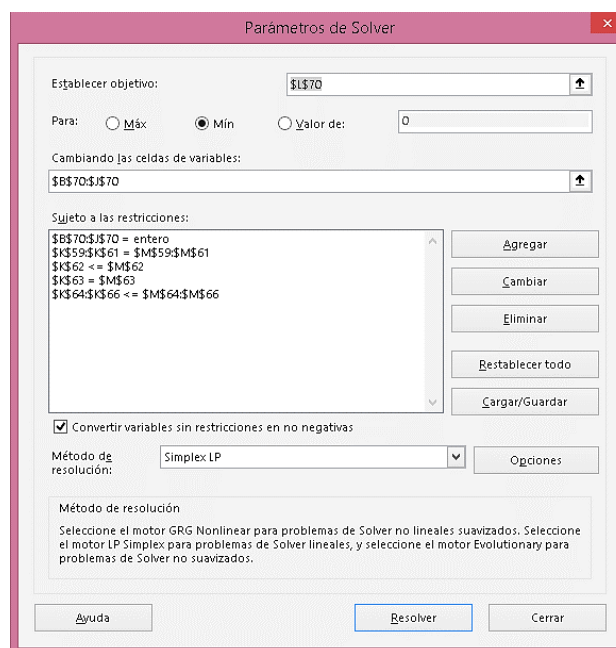 Parámetros de Solver
×
Establecer objetivo:
$L$70
Para:
Máx
Mín
Valor de:
0
Cambiando las celdas de variables:
$B$70:$J$70
Sujeto a las restricciones:
$B$70:$J$70 = entero
$K$59:$K$61 = $M$59:$M$61
$K$62 <= $M$62
$K$63 = $M$63
$K$64:$K$66 <= $M$64:$M$66
Agregar
Cambiar
Eliminar
Restablecer todo
Cargar/Guardar
Convertir variables sin restricciones en no negativas
Método de
resolución:
Simplex LP
Opciones
Método de resolución
Seleccione el motor GRG Nonlinear para problemas de Solver no lineales suavizados. Seleccione
el motor LP Simplex para problemas de Solver lineales, y seleccione el motor Evolutionary para
problemas de Solver no suavizados.
Ayuda
Resolver
Cerrar